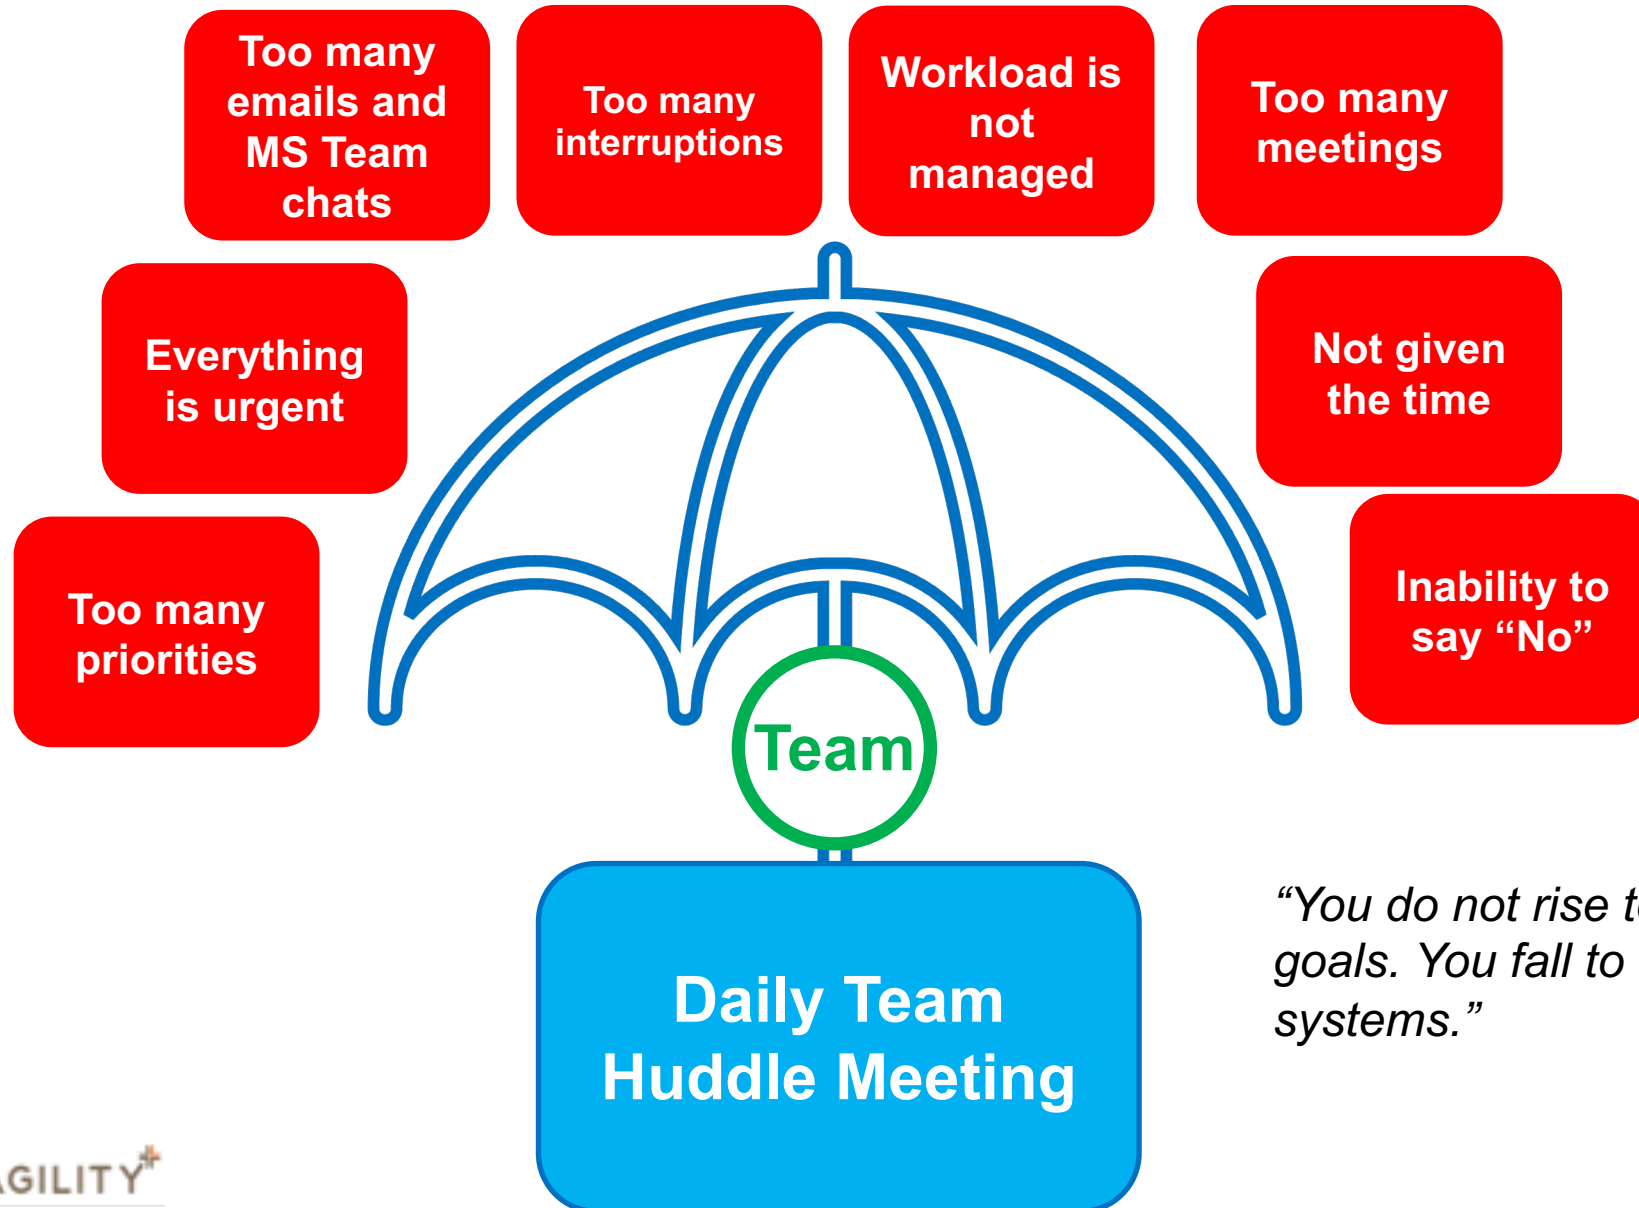 Too many
emails and
MS Team
chats
Too many
interruptions
Workload is
not
managed
Too many
meetings
Everything
is urgent
Not given
the time
Too many
priorities
Inability to
say “No”
Team
Daily Team
Huddle Meeting
“You do not rise to
goals. You fall to
systems.”
AGILITY